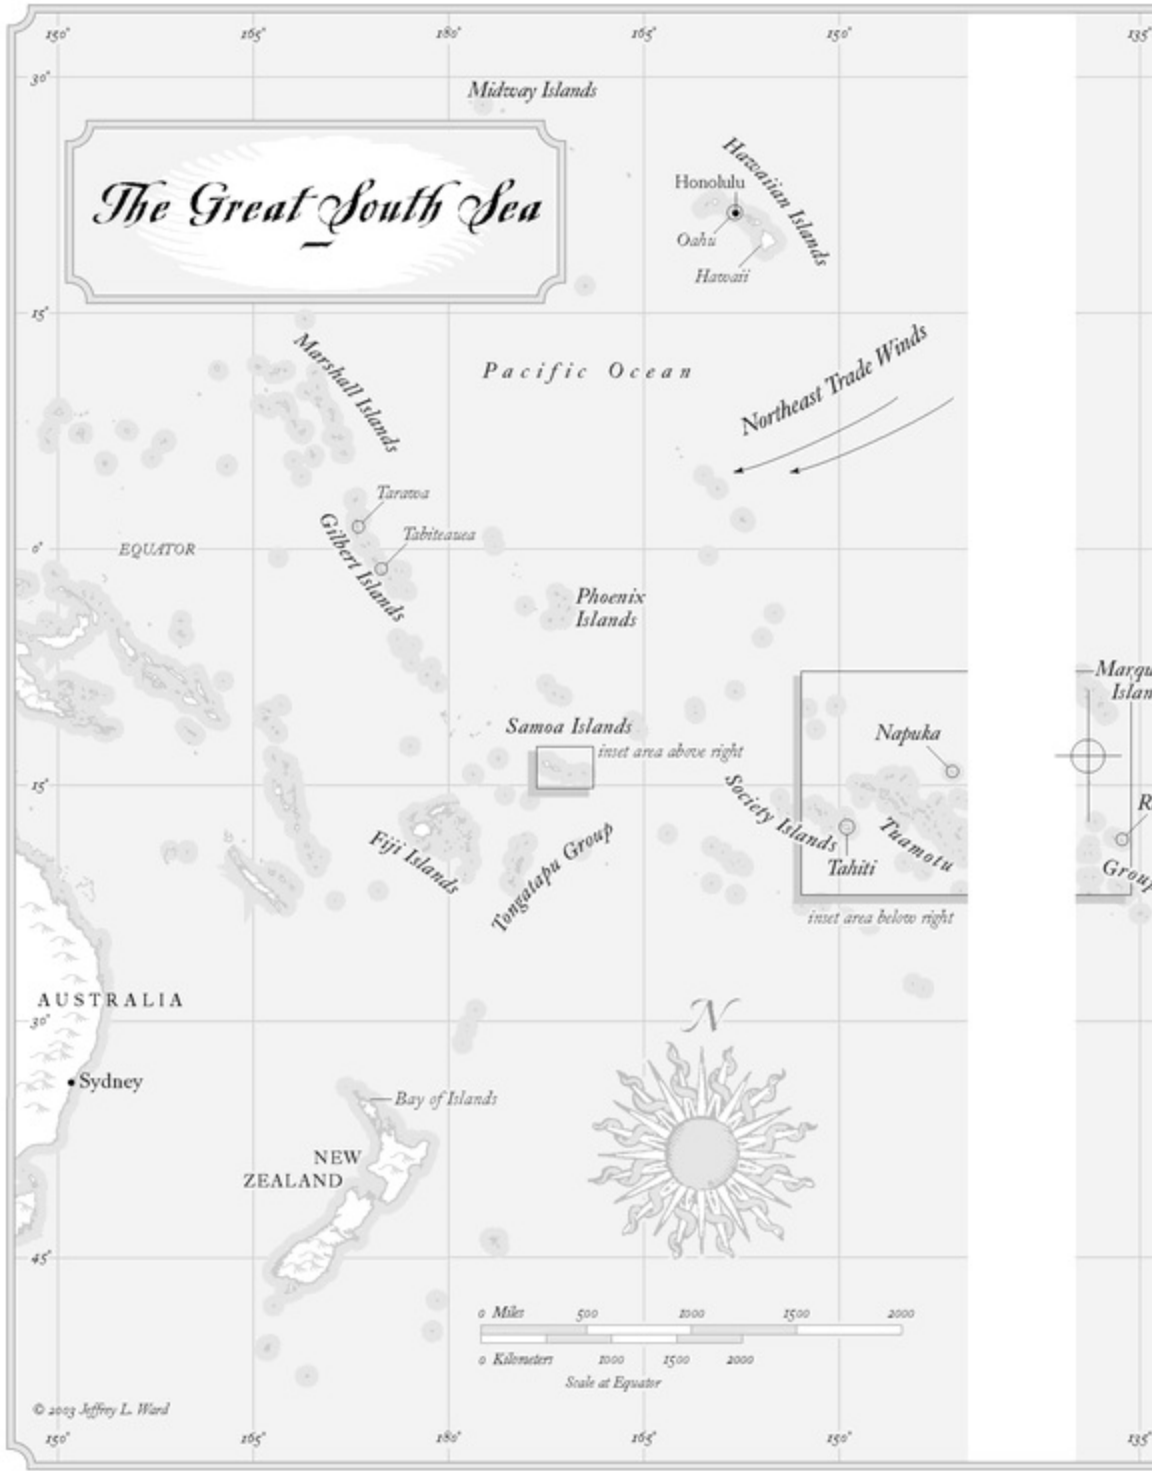 150° 165° 180° 165° 150° 135°
30°
Midway Islands
The Great South Sea
Hawaiian Islands
Honolulu
Oahu
Hawaii
15°
Marshall Islands
Pacific Ocean
Northeast Trade Winds
Tarawa
Gilbert Islands
Tabiteauea
0°
EQUATOR
Phoenix
Islands
Marqu
Islan
Samoa Islands
inset area above right
Napuka
15°
Society Islands
R
Fiji Islands
Tongatapu Group
Tahiti
Tuamotu
Group
inset area below right
AUSTRALIA
N
30°
Sydney
Bay of Islands
NEW
ZEALAND
45°
0 Miles 500 1000 1500 2000
0 Kilometers 1000 1500 2000
Scale at Equator
© 2003 Jeffrey L. Ward
150° 165° 180° 165° 150° 135°